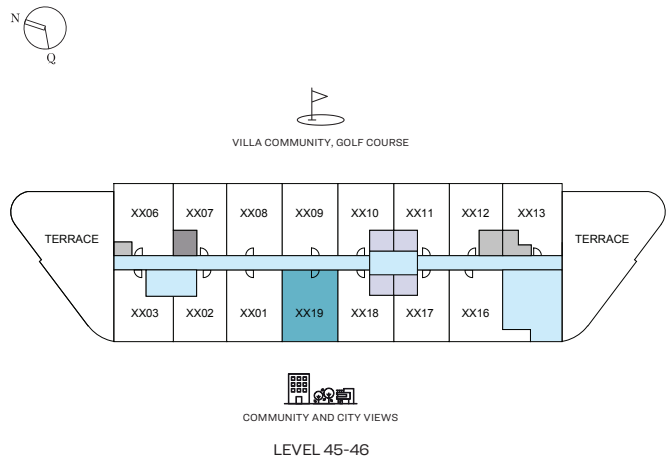 N
Q
VILLA COMMUNITY, GOLF COURSE
XX06 XX07 XX08 XX09 XX10 XX11 XX12 XX13
TERRACE TERRACE
XX03 XX02 XX01 XX19 XX18 XX17 XX16
COMMUNITY AND CITY VIEWS
LEVEL 45-46